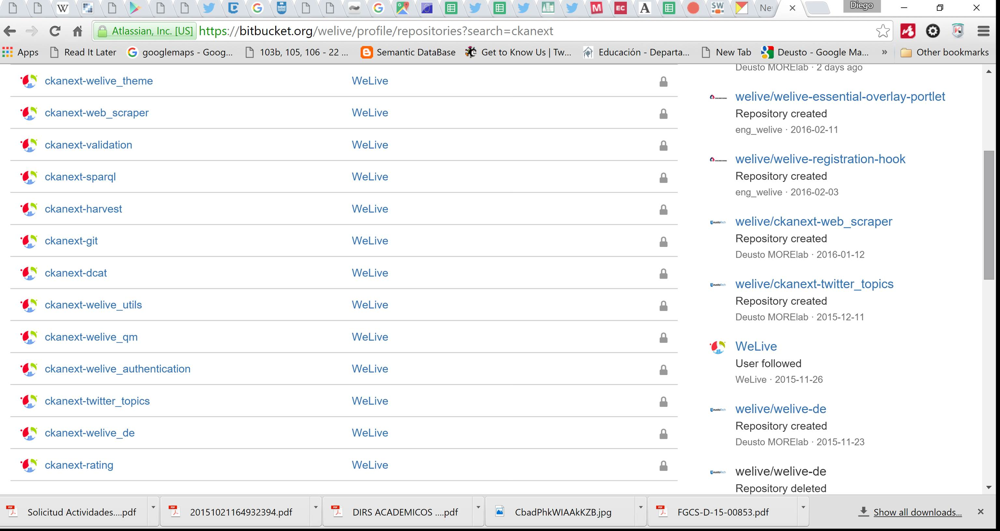 W
M
EC
A
SW
Ne
Diego
Atlassian, Inc. [US]
https://bitbucket.org/welive/profile/repositories?search=ckanext
Apps
Read It Later
googlemaps - Goog...
103b, 105, 106 - 22 ...
Semantic DataBase
Get to Know Us | Tw...
Educación - Departa...
New Tab
Deusto - Google Ma...
»
Other bookmarks
ckanext-welive_theme WeLive
ckanext-web_scraper WeLive
ckanext-validation WeLive
ckanext-sparql WeLive
ckanext-harvest WeLive
ckanext-git WeLive
ckanext-dcat WeLive
ckanext-welive_utils WeLive
ckanext-welive_qm WeLive
ckanext-welive_authentication WeLive
ckanext-twitter_topics WeLive
ckanext-welive_de WeLive
ckanext-rating WeLive
Deusto MORElab · 2 days ago
welive/welive-essential-overlay-portlet
Repository created
eng_welive · 2016-02-11
welive/welive-registration-hook
Repository created
eng_welive · 2016-02-03
welive/ckanext-web_scraper
Repository created
Deusto MORElab · 2016-01-12
welive/ckanext-twitter_topics
Repository created
Deusto MORElab · 2015-12-11
WeLive
User followed
WeLive · 2015-11-26
welive/welive-de
Repository created
Deusto MORElab · 2015-11-23
welive/welive-de
Repository deleted
Solicitud Actividades....pdf
20151021164932394.pdf
DIRS ACADEMICOS ....pdf
CbadPhkWIAAkKZB.jpg
FGCS-D-15-00853.pdf
Show all downloads...